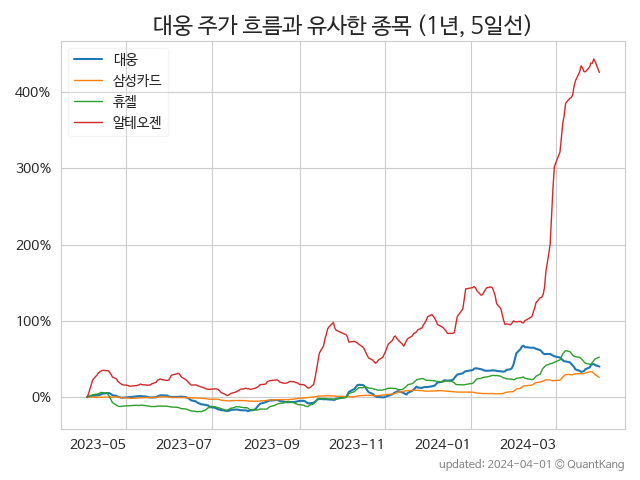 대웅 주가 흐름과 유사한 종목 (1년, 5일선)
대웅
삼성카드
휴젤
알테오젠
400%
300%
200%
100%
0%
2023-05 2023-07 2023-09 2023-11 2024-01 2024-03
updated: 2024-04-01 © QuantKang